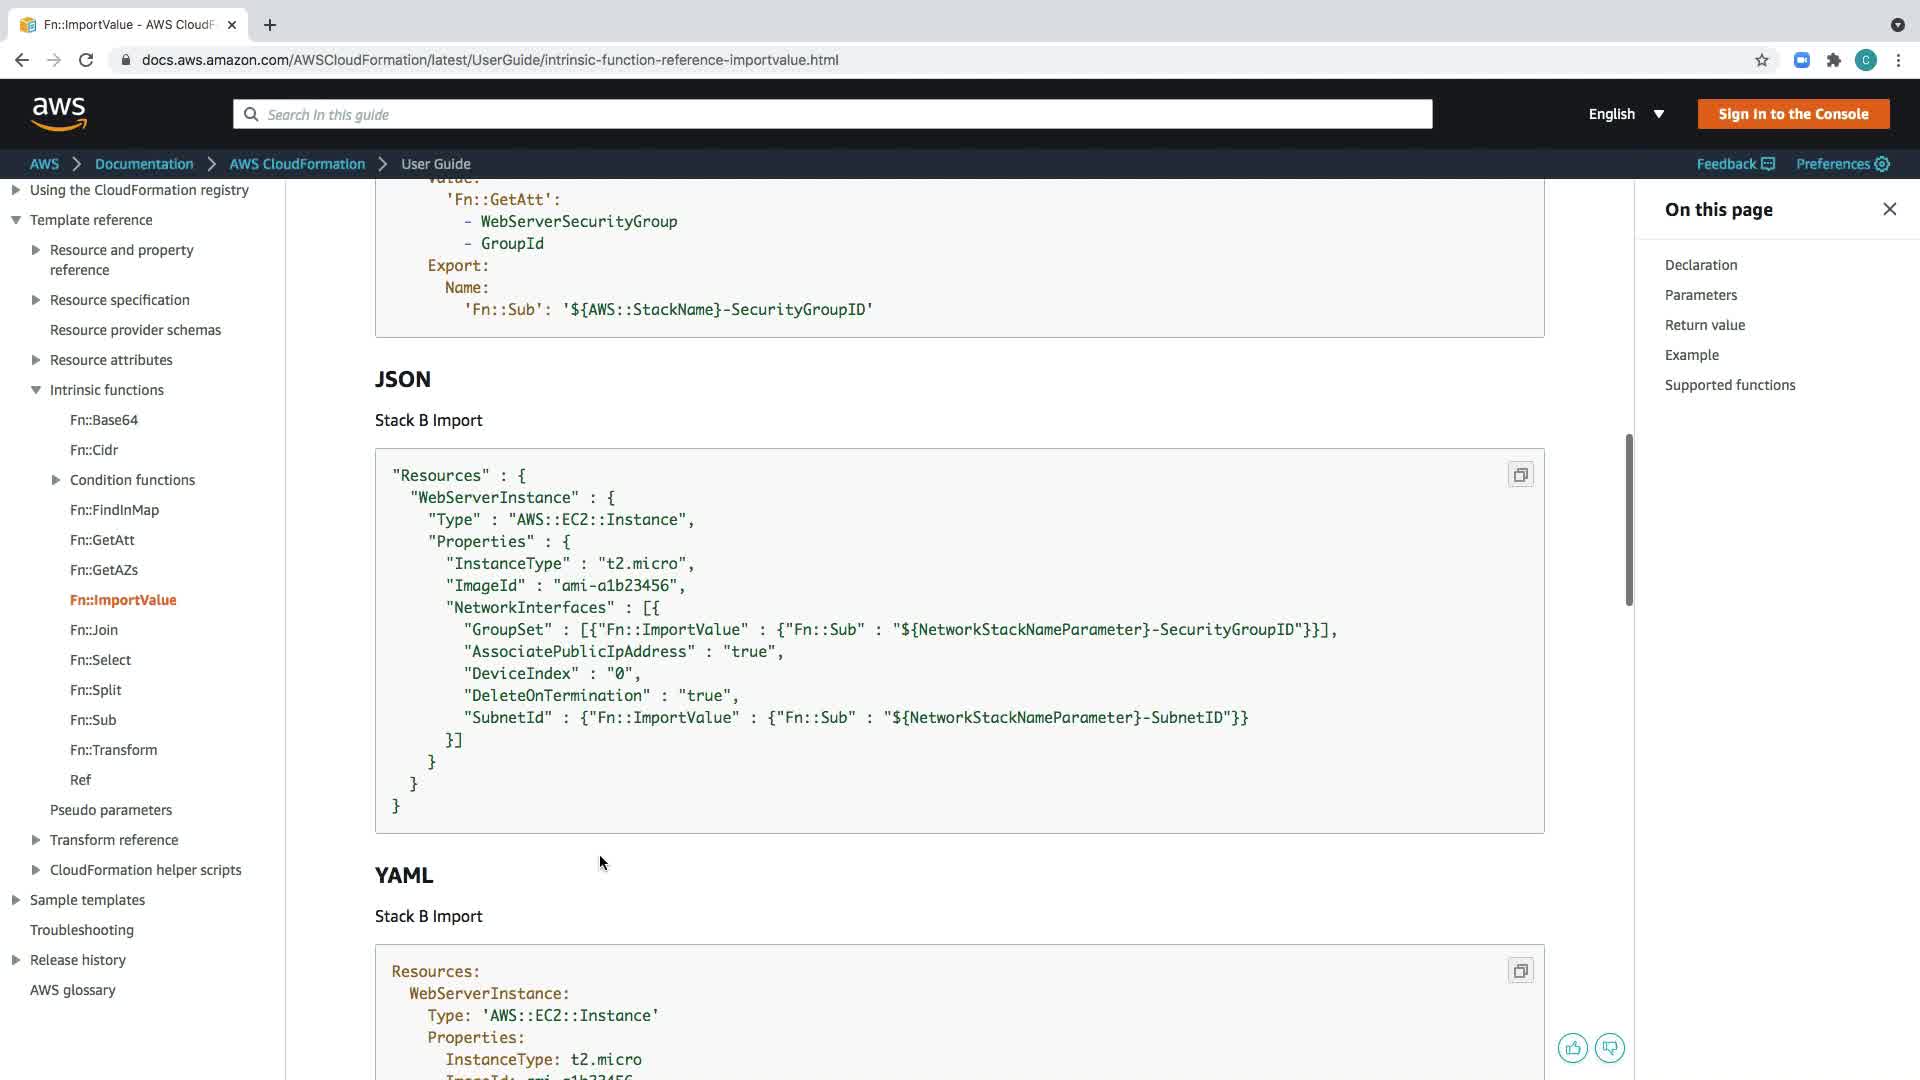 Fn::ImportValue - AWS CloudF
docs.aws.amazon.com/AWSCloudFormation/latest/UserGuide/intrinsic-function-reference-importvalue.html
C
aws
Search in this guide
English
Sign In to the Console
AWS
Documentation
AWS CloudFormation
User Guide
Feedback
Preferences
Using the CloudFormation registry
Template reference
Resource and property
reference
Resource specification
Resource provider schemas
Resource attributes
Intrinsic functions
Fn::Base64
Fn::Cidr
Condition functions
Fn::FindInMap
Fn::GetAtt
Fn::GetAZs
Fn::ImportValue
Fn::Join
Fn::Select
Fn::Split
Fn::Sub
Fn::Transform
Ref
Pseudo parameters
Transform reference
CloudFormation helper scripts
Sample templates
Troubleshooting
Release history
AWS glossary
Value:
'Fn::GetAtt':
- WebServerSecurityGroup
- GroupId
Export:
Name:
'Fn::Sub': '${AWS::StackName}-SecurityGroupID'
JSON
Stack B Import
"Resources" : {
"WebServerInstance" : {
"Type" : "AWS::EC2::Instance",
"Properties" : {
"InstanceType" : "t2.micro",
"ImageId" : "ami-a1b23456",
"NetworkInterfaces" : [{
"GroupSet" : [{"Fn::ImportValue" : {"Fn::Sub" : "${NetworkStackNameParameter}-SecurityGroupID"}}],
"AssociatePublicIpAddress" : "true",
"DeviceIndex" : "0",
"DeleteOnTermination" : "true",
"SubnetId" : {"Fn::ImportValue" : {"Fn::Sub" : "${NetworkStackNameParameter}-SubnetID"}}
}]
}
}
}
YAML
Stack B Import
Resources:
WebServerInstance:
Type: 'AWS::EC2::Instance'
Properties:
InstanceType: t2.micro
ImageId: ami-a1b23456
On this page
Declaration
Parameters
Return value
Example
Supported functions